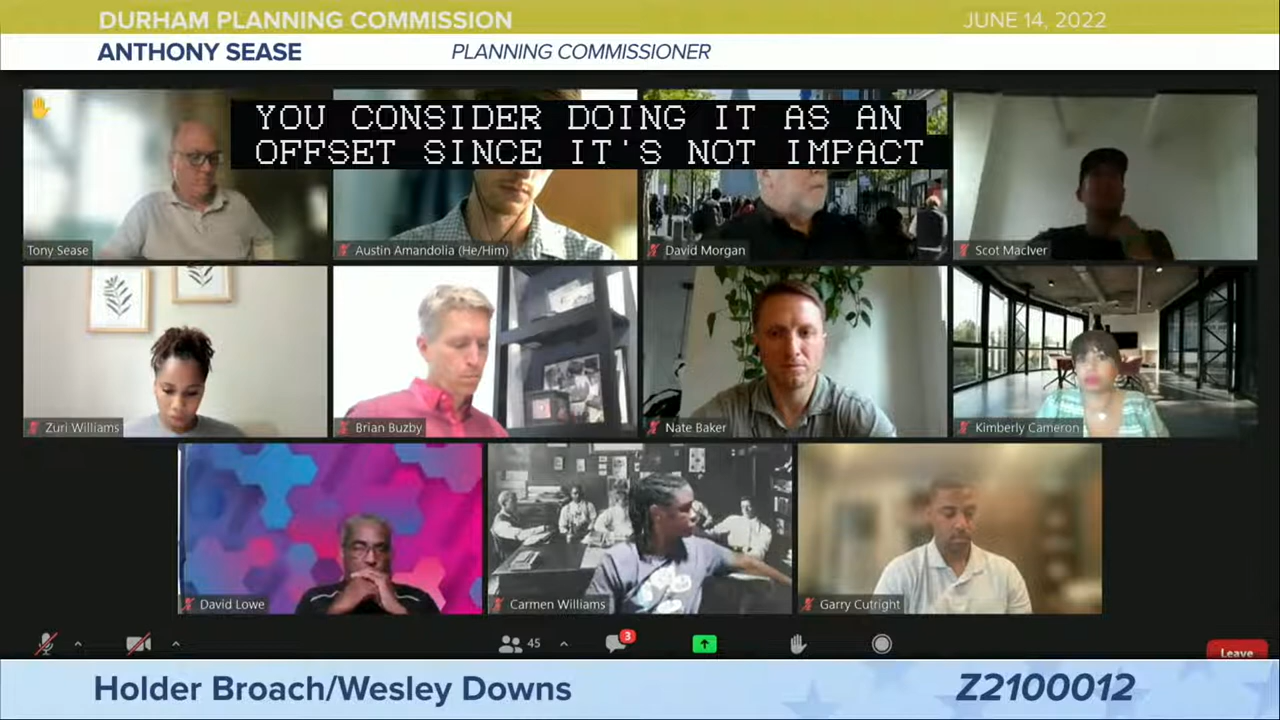 DURHAM PLANNING COMMISSION
JUNE 14, 2022
ANTHONY SEASE
PLANNING COMMISSIONER
YOU CONSIDER DOING IT AS AN
OFFSET SINCE IT'S NOT IMPACT
Tony Sease
Austin Amandolia (He/Him)
David Morgan
Scot MacIver
Zuri Williams
Brian Buzby
Nate Baker
Kimberly Cameron
David Lowe
Carmen Williams
Garry Cutright
45
3
Leave
Holder Broach/Wesley Downs
Z2100012